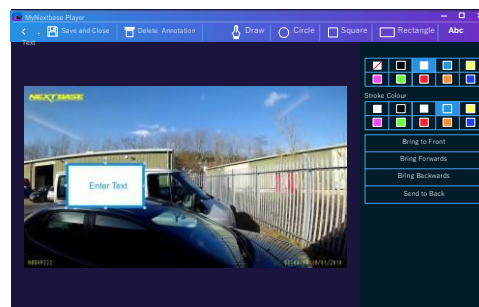 MyNextbase Player
Save and Close
Delete Annotation
Draw
Circle
Square
Rectangle
Abc
Text
NEXTBASE
Enter Text
Stroke Colour
Bring to Front
Bring Forwards
Bring Backwards
Send to Back